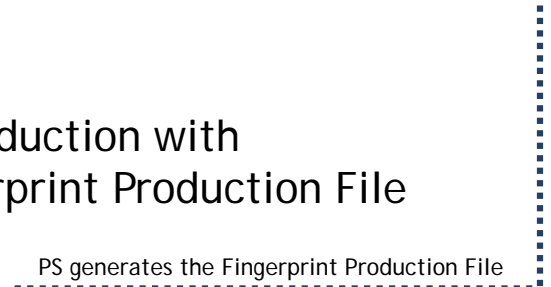 duction with
rprint Production File
PS generates the Fingerprint Production File